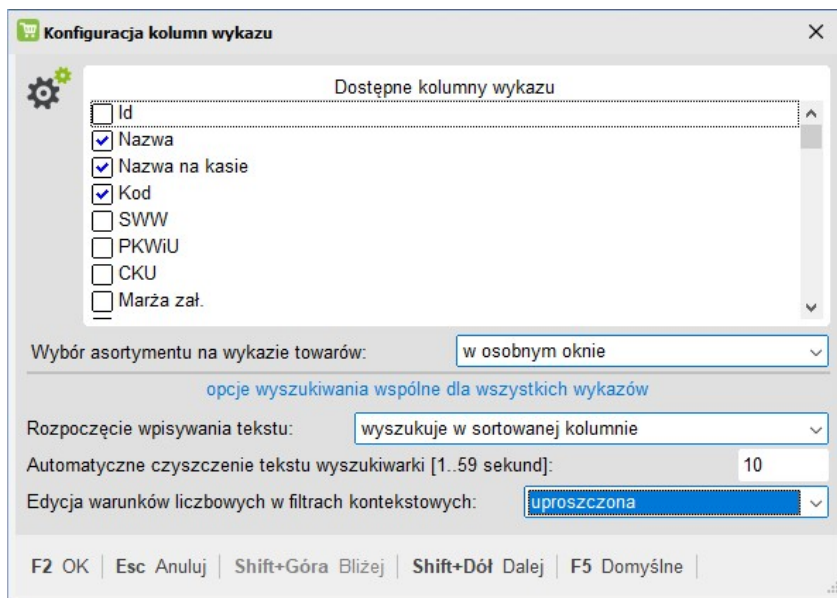 Konfiguracja kolumn wykazu
Dostępne kolumny wykazu
Id
Nazwa
Nazwa na kasie
Kod
SWW
PKWiU
CKU
Marża zał.
Wybór asortymentu na wykazie towarów: w osobnym oknie
opcje wyszukiwania wspólne dla wszystkich wykazów
Rozpoczęcie wpisywania tekstu: wyszukuje w sortowanej kolumnie
Automatyczne czyszczenie tekstu wyszukiwarki [1..59 sekund]: 10
Edycja warunków liczbowych w filtrach kontekstowych: uproszczona
F2 OK | Esc Anuluj | Shift+Góra Bliżej | Shift+Dół Dalej | F5 Domyślne |